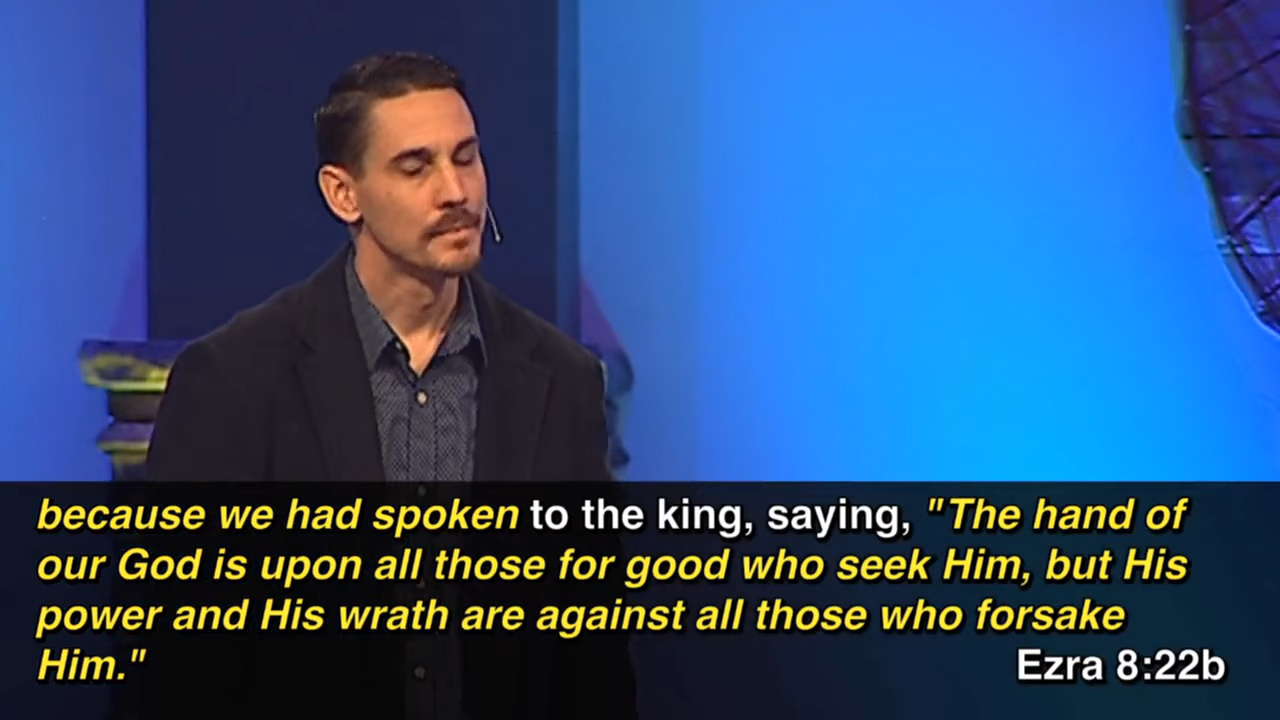 because we had spoken to the king, saying, "The hand of
our God is upon all those for good who seek Him, but His
power and His wrath are against all those who forsake
Him."
Ezra 8:22b